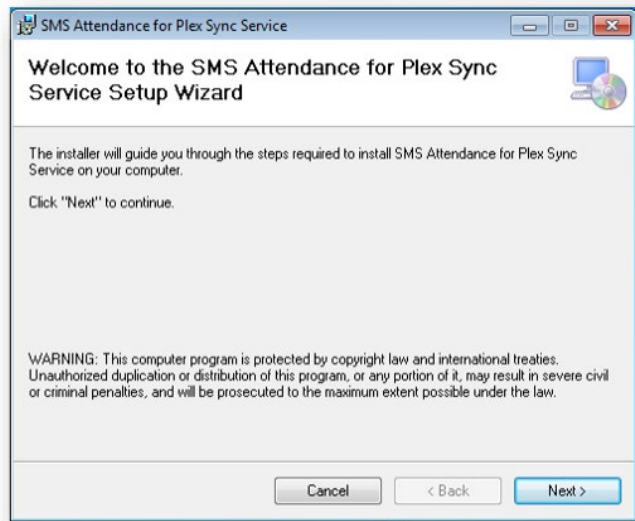 SMS Attendance for Plex Sync Service
Welcome to the SMS Attendance for Plex Sync
Service Setup Wizard
The installer will guide you through the steps required to install SMS Attendance for Plex Sync
Service on your computer.
Click "Next" to continue.
WARNING: This computer program is protected by copyright law and international treaties.
Unauthorized duplication or distribution of this program, or any portion of it, may result in severe civil
or criminal penalties, and will be prosecuted to the maximum extent possible under the law.
Cancel
< Back
Next >